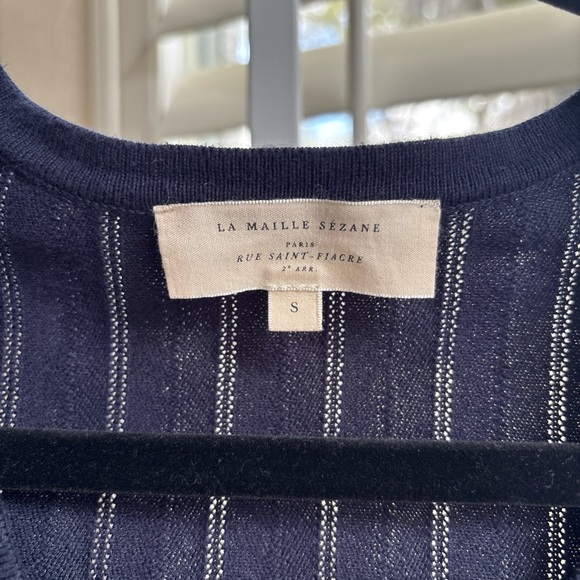 LA MAILLE SÉZANE
PARIS
RUE SAINT-FIACRE
2e ARR.
S